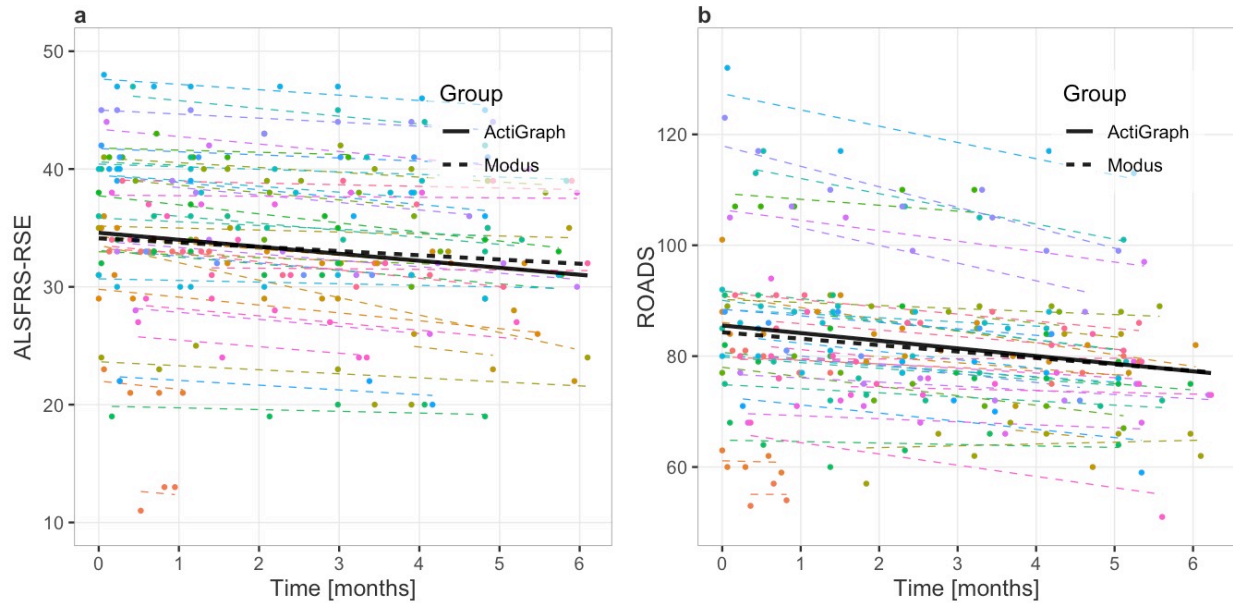 a
50
40
30
20
10
ALSFRS-RSE
0 1 2 3 4 5 6
Time [months]
Group
ActiGraph
Modus
b
120
100
80
60
ROADS
0 1 2 3 4 5 6
Time [months]
Group
ActiGraph
Modus